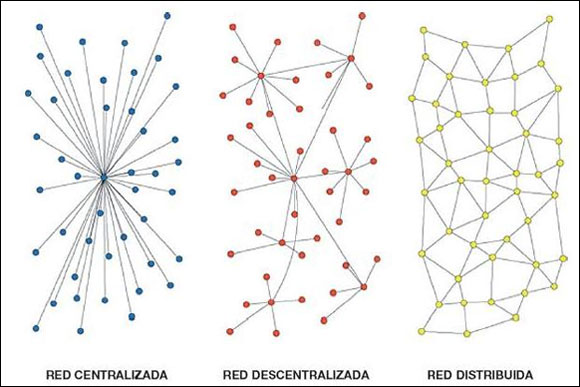 RED CENTRALIZADA
RED DESCENTRALIZADA
RED DISTRIBUIDA